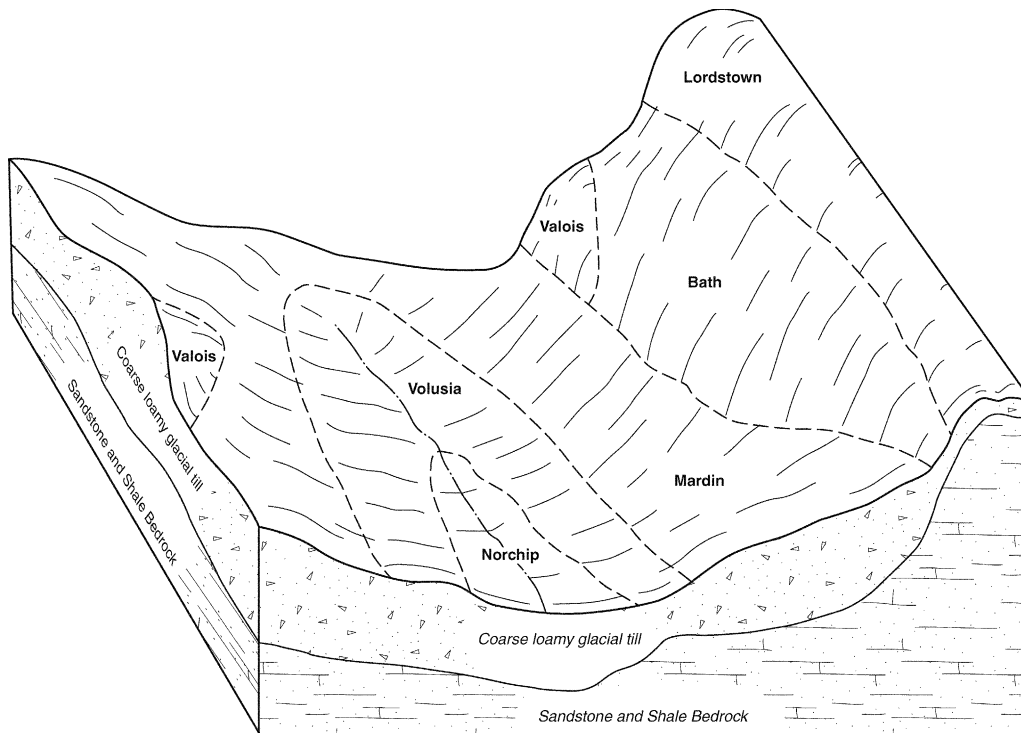 Lordstown
Valois
Bath
Valois
Volusia
Mardin
Norchip
Coarse loamy glacial till
Sandstone and Shale Bedrock
Coarse loamy glacial till
Sandstone and Shale Bedrock